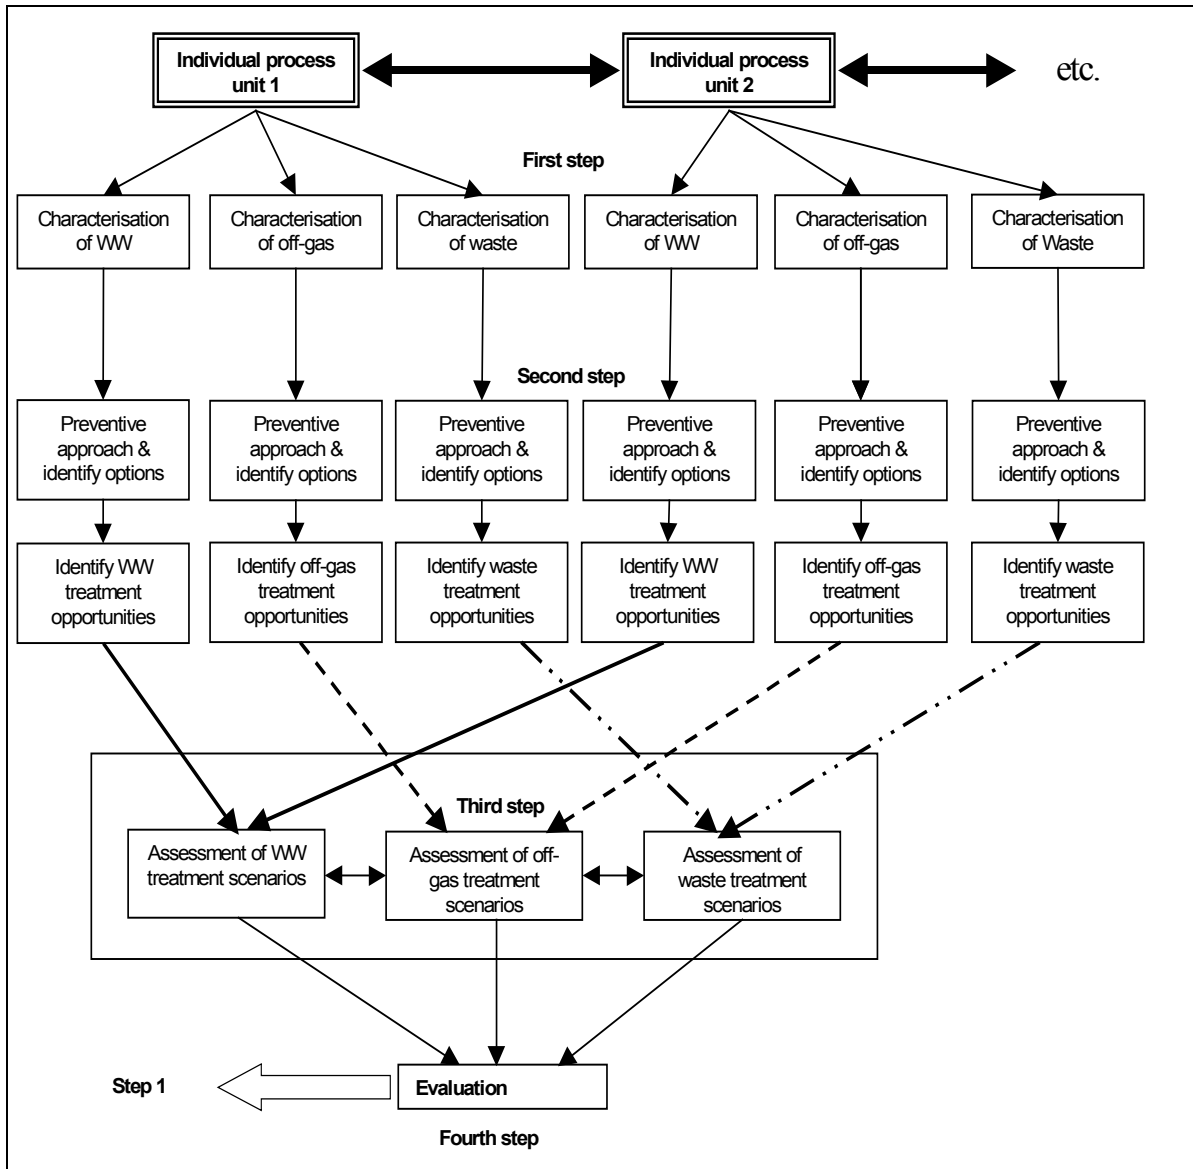 Individual process
unit 1
Individual process
unit 2
etc.
First step
Characterisation
of WW
Characterisation
of off-gas
Characterisation
of waste
Characterisation
of WW
Characterisation
of off-gas
Characterisation
of Waste
Second step
Preventive
approach &
identify options
Preventive
approach &
identify options
Preventive
approach &
identify options
Preventive
approach &
identify options
Preventive
approach &
identify options
Preventive
approach &
identify options
Identify WW
treatment
opportunities
Identify off-gas
treatment
opportunities
Identify waste
treatment
opportunities
Identify WW
treatment
opportunities
Identify off-gas
treatment
opportunities
Identify waste
treatment
opportunities
Third step
Assessment of WW
treatment scenarios
Assessment of off-
gas treatment
scenarios
Assessment of
waste treatment
scenarios
Step 1
Evaluation
Fourth step